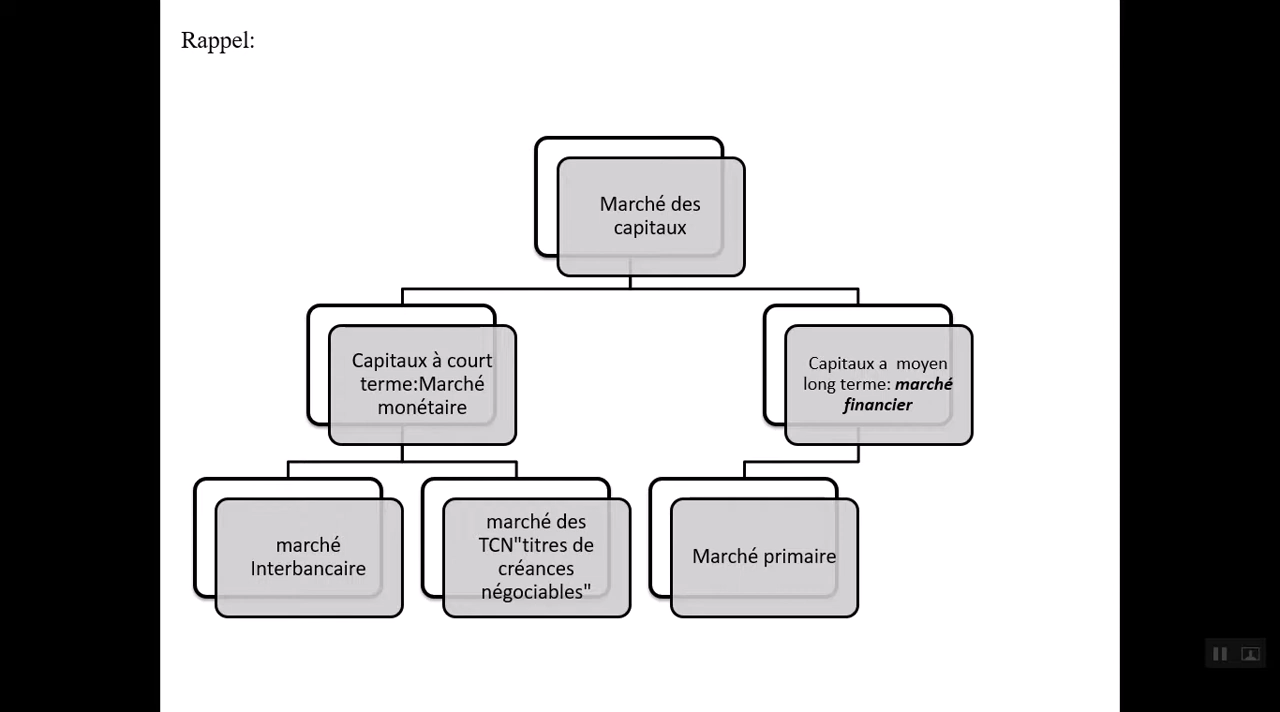 Rappel:
Marché des
capitaux
Capitaux à court
terme:Marché
monétaire
Capitaux a moyen
long terme: marché
financier
marché
Interbancaire
marché des
TCN"titres de
créances
négociables"
Marché primaire